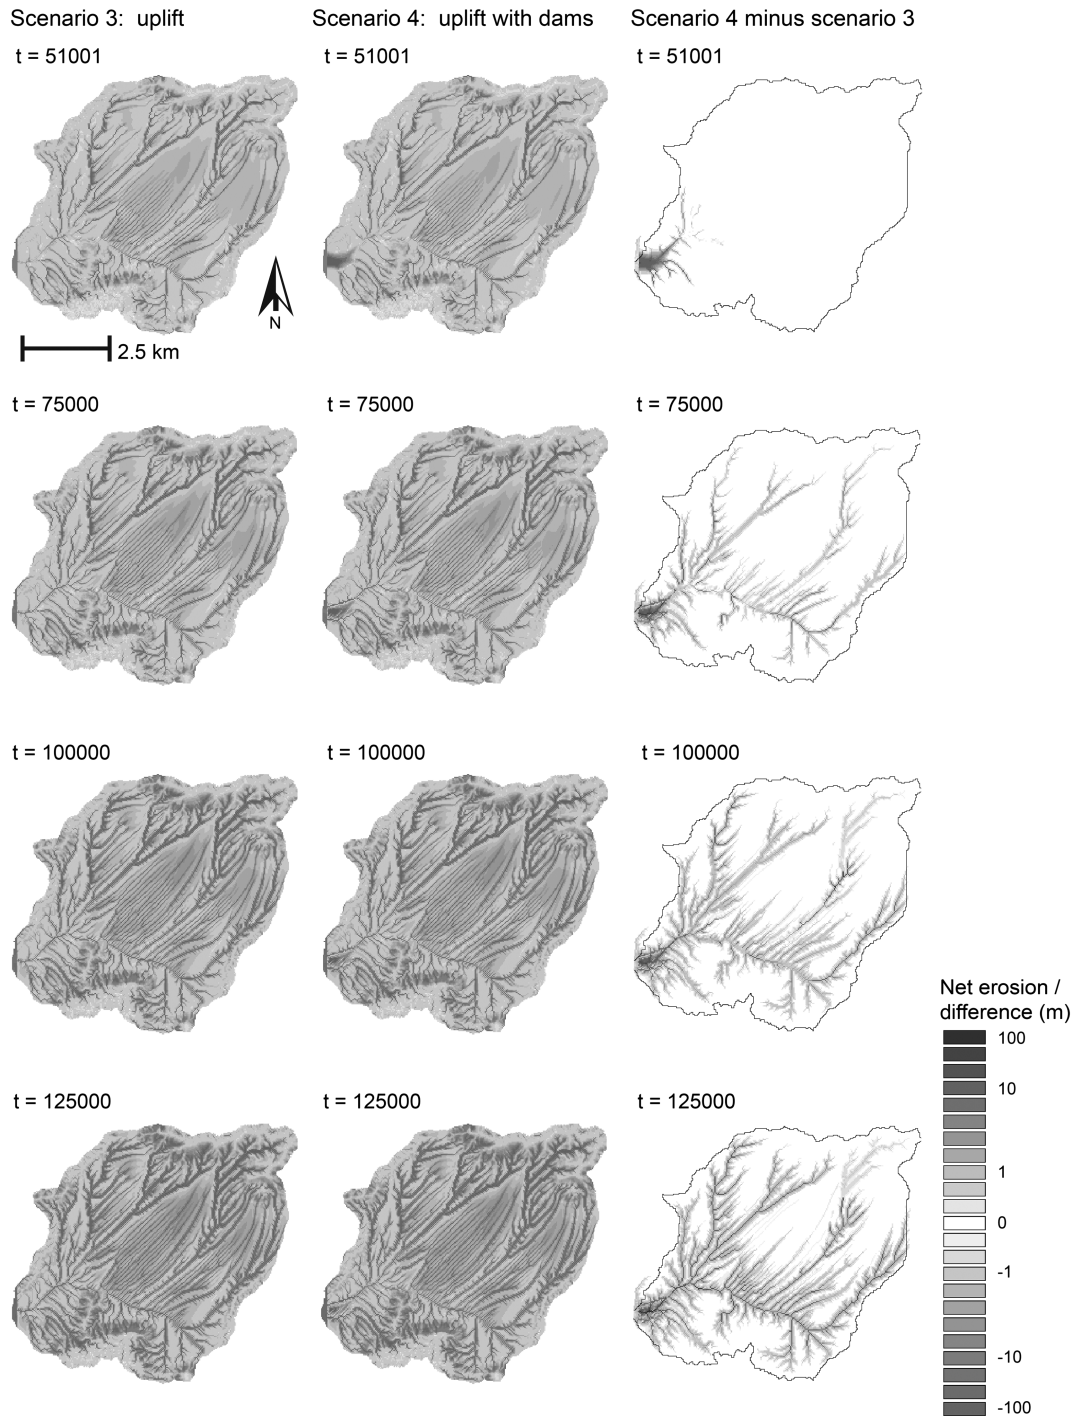 Scenario 3: uplift
Scenario 4: uplift with dams
Scenario 4 minus scenario 3
t = 51001
t = 51001
t = 51001
N
2.5 km
t = 75000
t = 75000
t = 75000
t = 100000
t = 100000
t = 100000
Net erosion /
difference (m)
100
10
1
0
-1
-10
-100
t = 125000
t = 125000
t = 125000